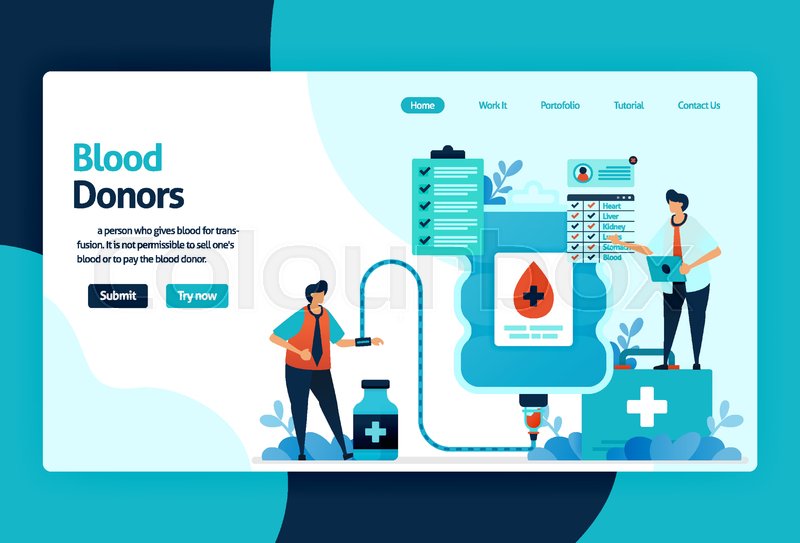 Home Work It Portofolio Tutorial Contact Us
Blood
Donors
a person who gives blood for trans-
fusion. It is not permissible to sell one's
blood or to pay the blood donor.
Submit Try now
Heart
Liver
Kidney
Lungs
Stomach
Blood
colourbox